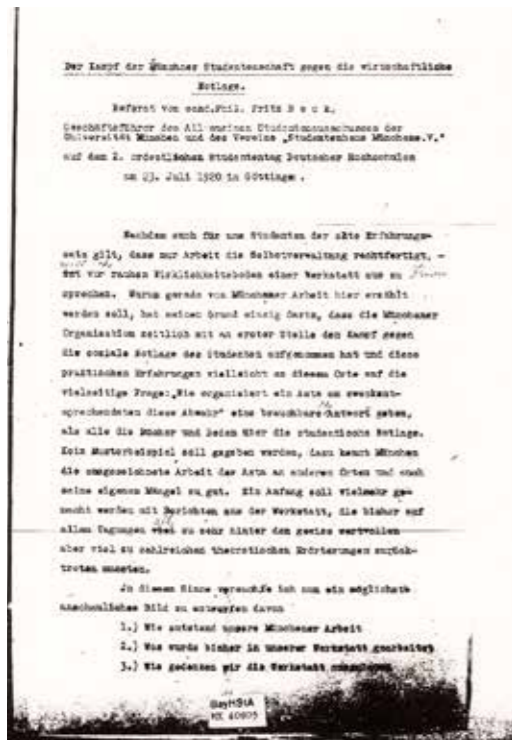 Der Kampf der Münchner Studentenschaft gegen die wirtschaftliche
Notlage.
Referat von cand.Phil. Fritz B e c k,
Geschäftsführer des Allgemeinen Studentenausschusses der
Universität München und des Vereins „Studentenhaus München e.V."
auf dem 2. ordentlichen Studententag Deutscher Hochschulen
am 23. Juli 1920 in Göttingen.
Nachdem auch für uns Studenten der alte Erfahrungs-
satz gilt, dass nur Arbeit die Selbstverwaltung rechtfertigt, -
vor rauhen Wirklichkeitsboden einer Werkstatt aus zu
sprechen. Warum gerade von Münchener Arbeit hier erzählt
werden soll, hat seinen Grund einzig darin, dass die Münchener
Organisation zeitlich mit an erster Stelle den Kampf gegen
die soziale Notlage des Studenten aufgenommen hat und diese
praktischen Erfahrungen vielleicht an diesem Orte auf die
vielseitige Frage: „Wie organisiert ein Asta am zweckent-
sprechendsten diese Abwehr" eine brauchbare Antwort geben,
als alle die Bücher und Reden über die studentische Notlage.
Kein Musterbeispiel soll gegeben werden, dazu kennt München
die ausgezeichnete Arbeit der Asta an anderen Orten und auch
seine eigenen Mängel zu gut. Ein Anfang soll vielmehr ge-
macht werden mit Berichten aus der Werkstatt, die bisher auf
allen Tagungen viel zu sehr hinter den gewiss wertvollen
aber viel zu zahlreichen theoretischen Erörterungen zurück-
treten mussten.
In diesem Sinne versuche ich nun ein möglichst
anschauliches Bild zu entwerfen davon
1.) Wie entstand unsere Münchener Arbeit
2.) Was wurde bisher in unserer Werkstatt gearbeitet
3.) Wie gedenken wir die Werkstatt
BayHStA
MK 40805